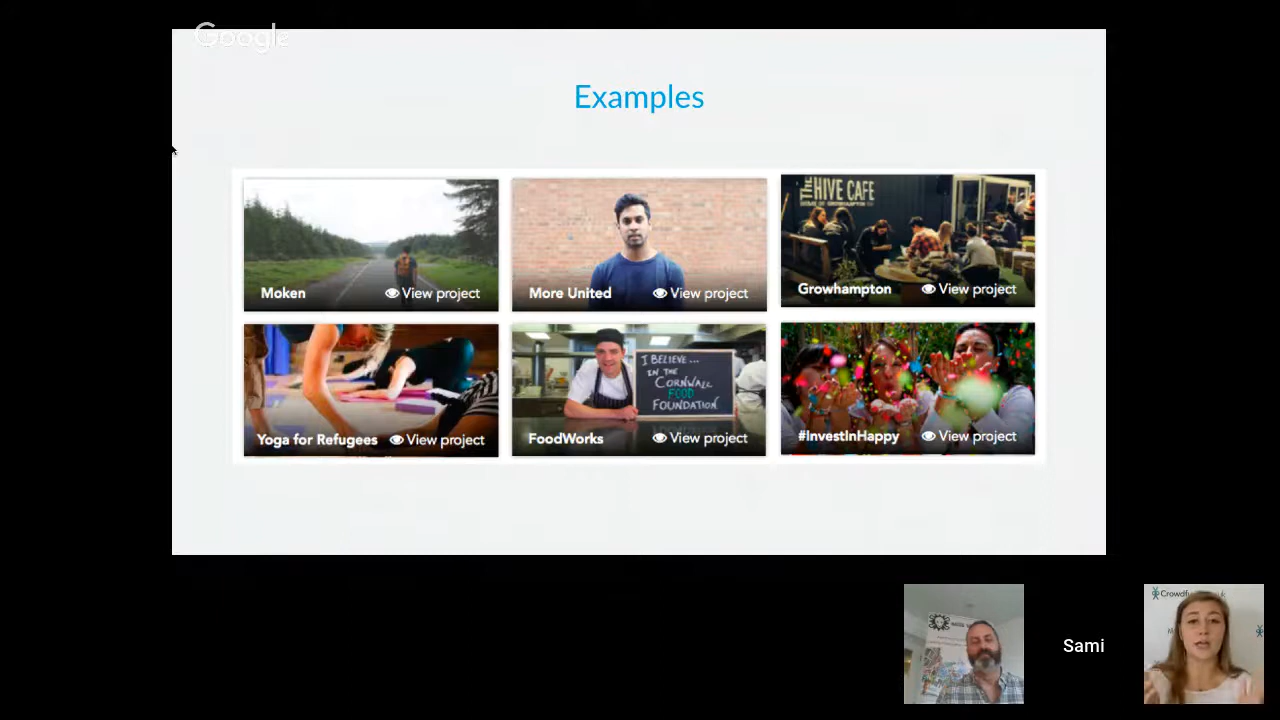 Google
Examples
THE HIVE CAFE
Moken View project
More United View project
Growhampton View project
I BELIEVE...
IN THE
CORNWALL
FOOD
FOUNDATION
Yoga for Refugees View project
FoodWorks View project
#InvestInHappy View project
Sami